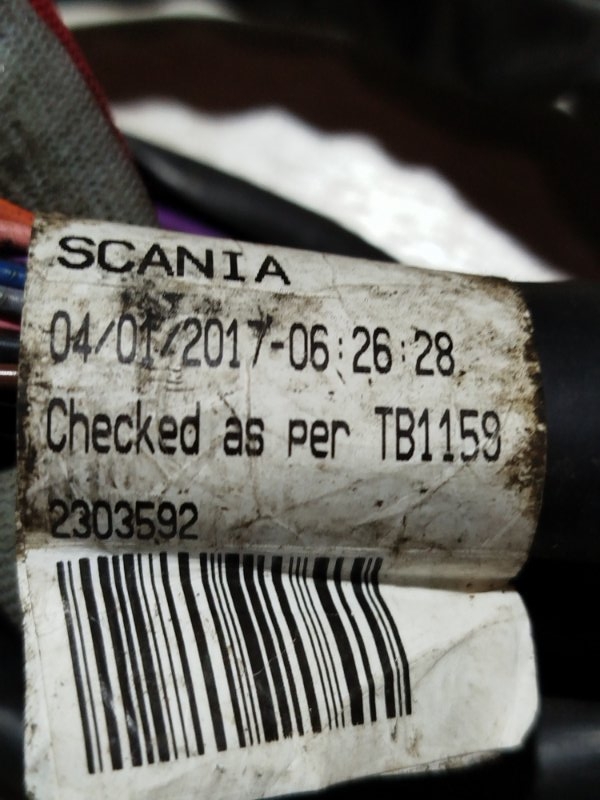 SCANIA
04/01/2017-06:26:28
Checked as per TB1159
2303592